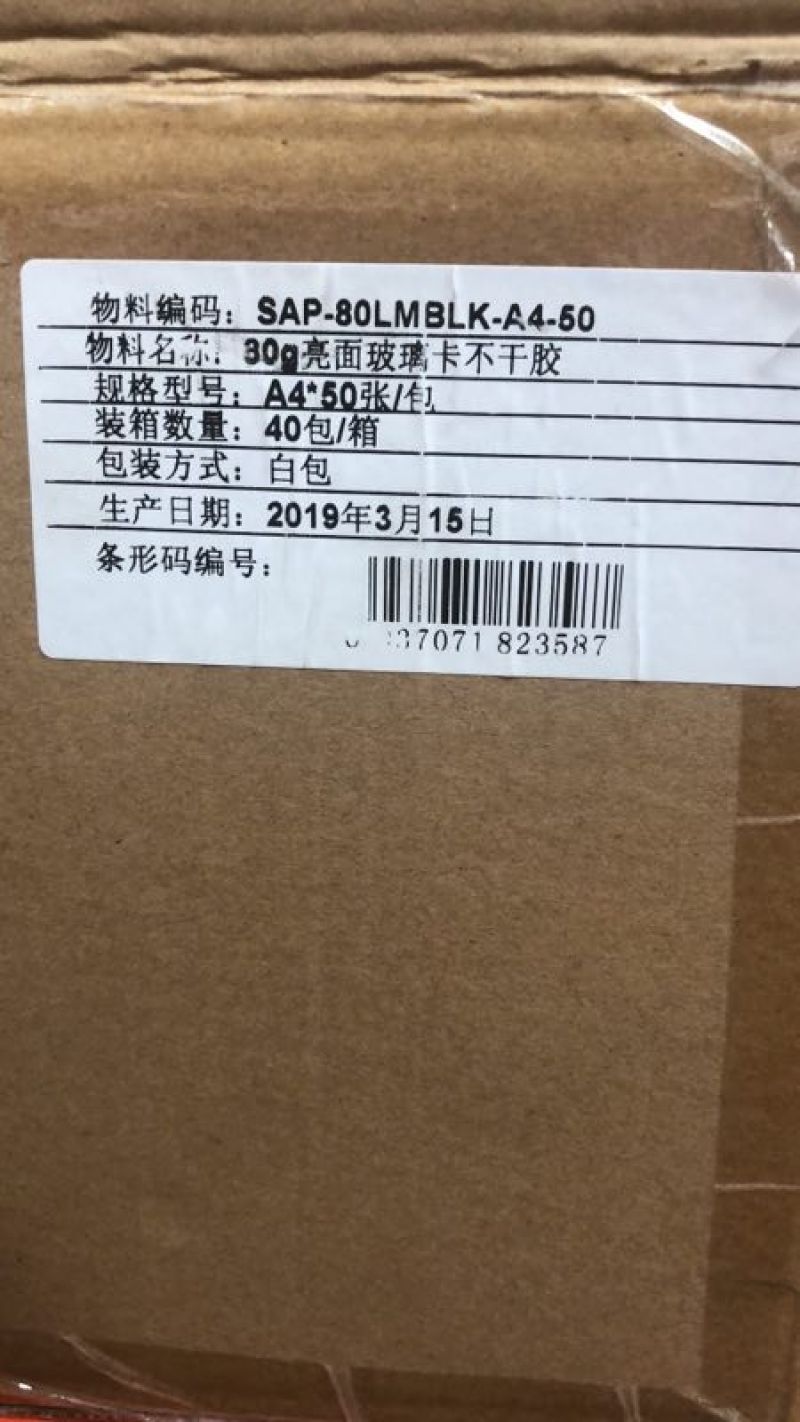 物料编码：SAP-80LMBLK-A4-50
物料名称：80g亮面玻璃卡不干胶
规格型号：A4*50张/包
装箱数量：40包/箱
包装方式：白包
生产日期：2019年3月15日
条形码编号：
37071 823587